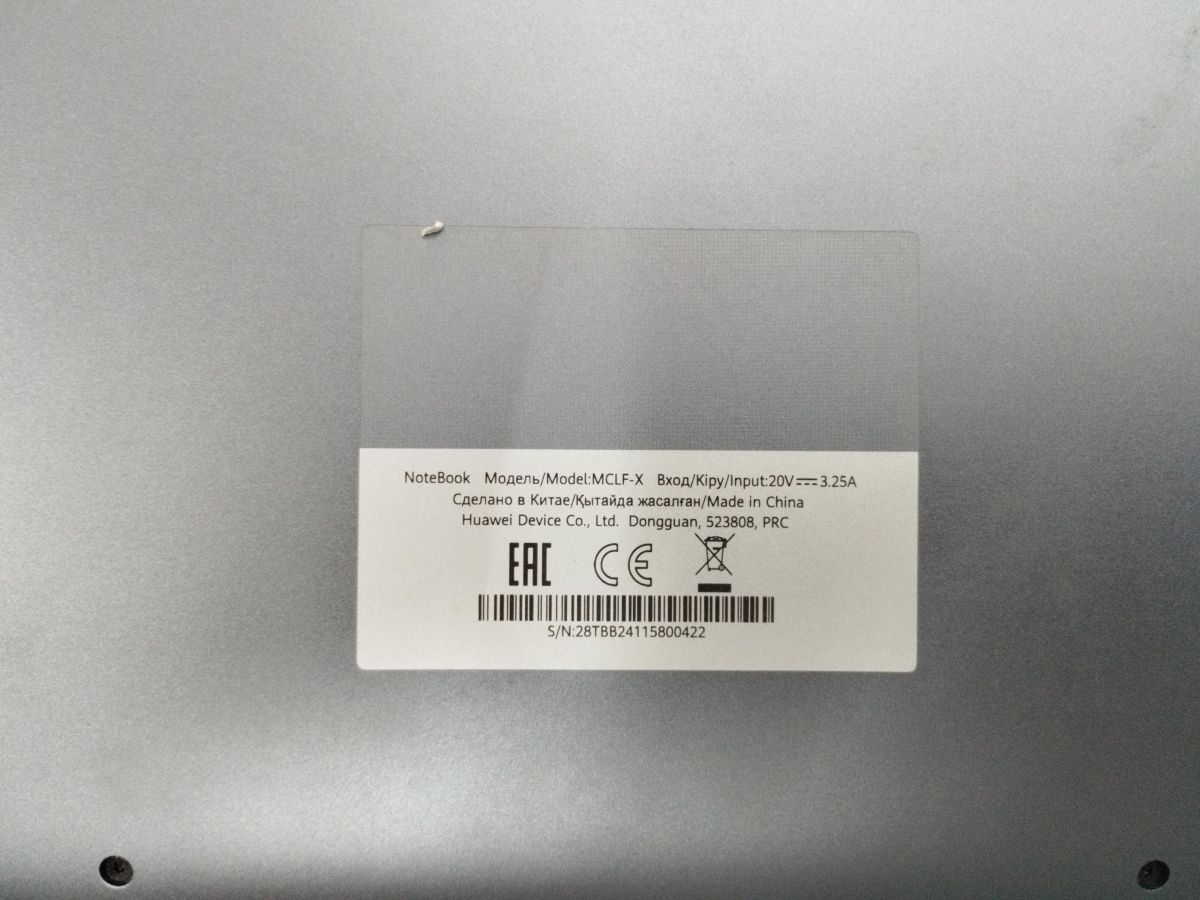 NoteBook Модель/Model:MCLF-X Вход/Кіру/Input:20V⎓3.25A
Сделано в Китае/Қытайда жасалған/Made in China
Huawei Device Co., Ltd. Dongguan, 523808, PRC
EAC CE
S/N:28TBB24115800422